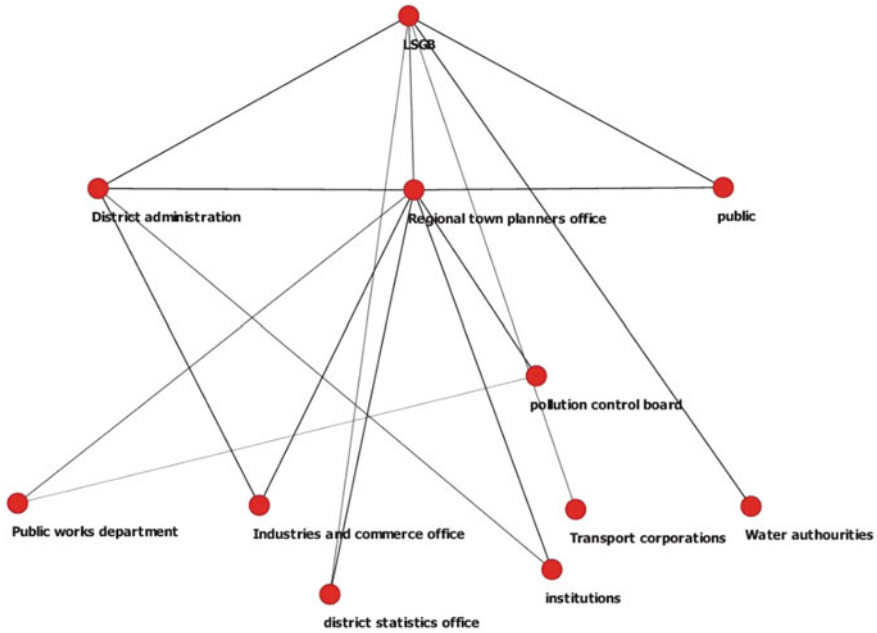 LSGB
District administration
Regional town planners office
public
pollution control board
Public works department
Industries and commerce office
Transport corporations
Water authourities
institutions
district statistics office